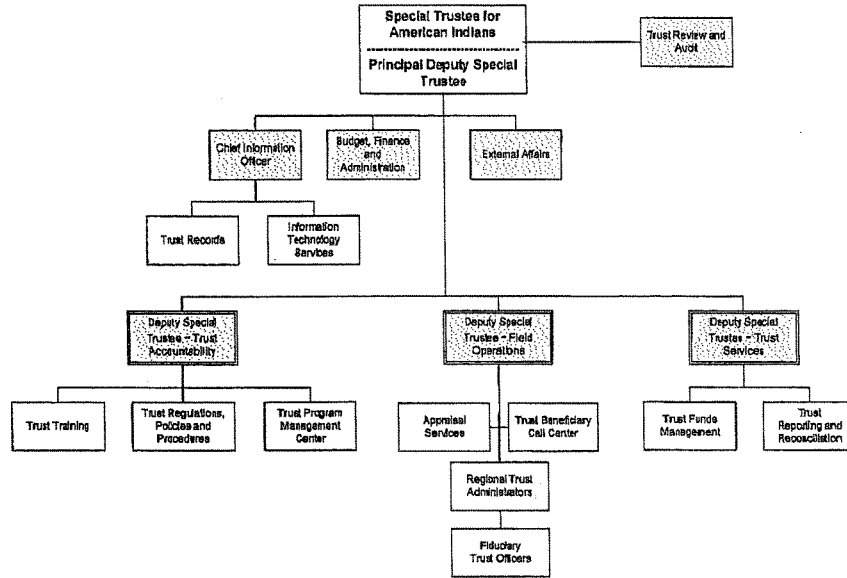 Special Trustee for
American Indians
Principal Deputy Special
Trustee
Trust Review and
Audit
Chief Information
Officer
Budget, Finance
and
Administration
External Affairs
Trust Records
Information
Technology
Services
Deputy Special
Trustee - Trust
Accountability
Deputy Special
Trustee - Field
Operations
Deputy Special
Trustee - Trust
Services
Trust Training
Trust Regulations,
Policies and
Procedures
Trust Program
Management
Center
Appraisal
Services
Trust Beneficiary
Call Center
Trust Funds
Management
Trust
Reporting and
Reconciliation
Regional Trust
Administrators
Fiduciary
Trust Officers